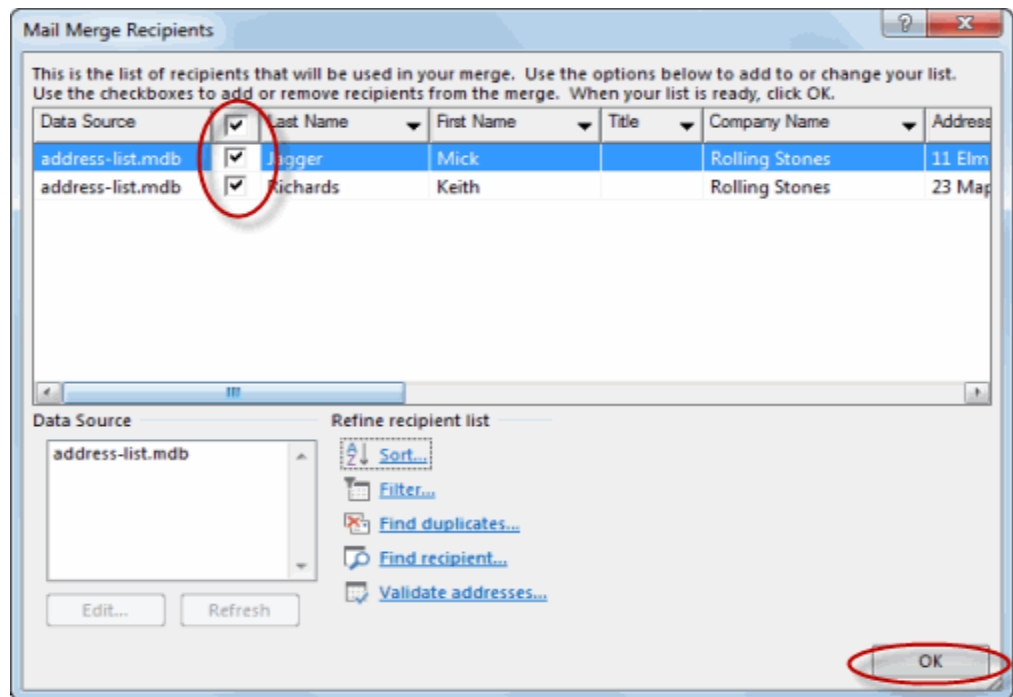 Mail Merge Recipients
This is the list of recipients that will be used in your merge. Use the options below to add to or change your list.
Use the checkboxes to add or remove recipients from the merge. When your list is ready, click OK.
Data Source Last Name First Name Title Company Name Address
address-list.mdb Jagger Mick Rolling Stones 11 Elm
address-list.mdb Richards Keith Rolling Stones 23 Map
Data Source Refine recipient list
address-list.mdb
Sort...
Filter...
Find duplicates...
Find recipient...
Validate addresses...
Edit... Refresh
OK